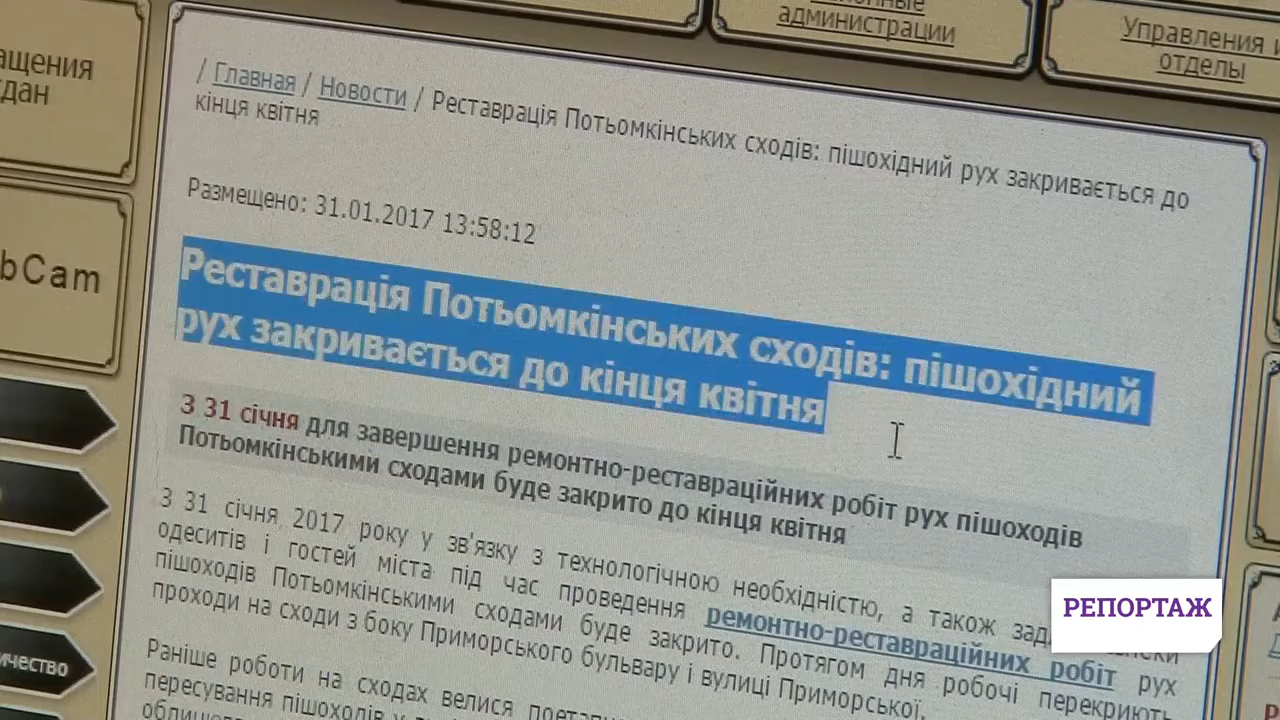 администрации
Управления и
отделы
ащения
дан
/ Главная / Новости / Реставрація Потьомкінських сходів: пішохідний рух закривається до
кінця квітня
Размещено: 31.01.2017 13:58:12
bCam
Реставрація Потьомкінських сходів: пішохідний
рух закривається до кінця квітня
З 31 січня для завершення ремонтно-реставраційних робіт рух пішоходів
Потьомкінськими сходами буде закрито до кінця квітня
З 31 січня 2017 року у зв'язку з технологічною необхідністю, а також
одеситів і гостей міста під час проведення ремонтно-реставраційних робіт рух
пішоходів Потьомкінськими сходами буде закрито. Протягом дня робочі перекриють
проходи на сходи з боку Приморського бульвару і вулиці Приморської.
Раніше роботи на сходах велися
пересування пішоходів у
ичество
РЕПОРТАЖ